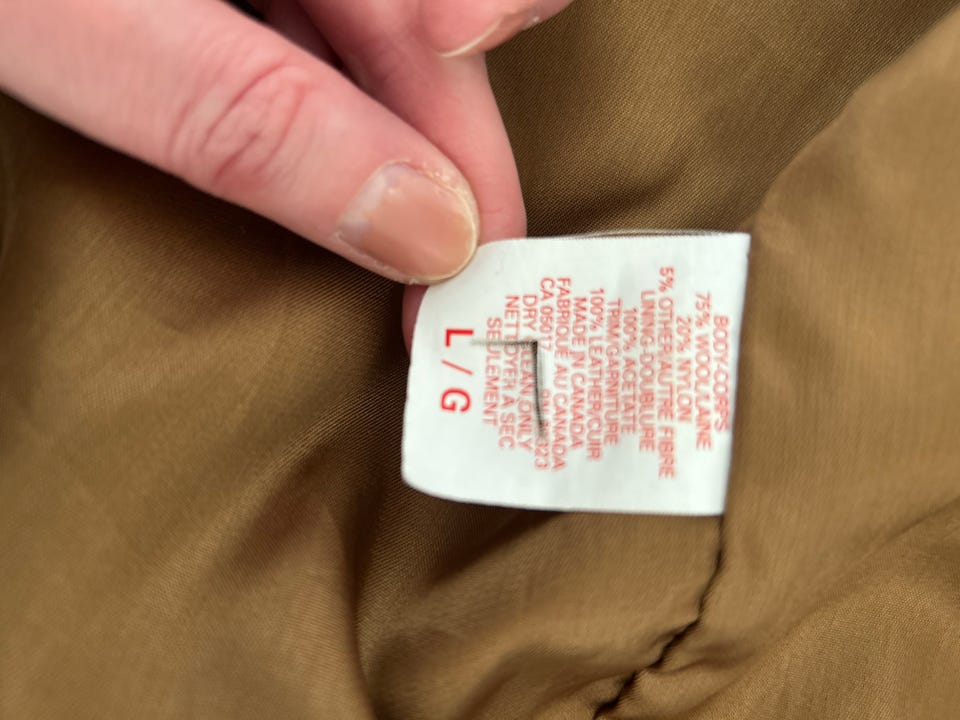 BODY-CORPS
75% WOOL/LAINE
20% NYLON
5% OTHER-AUTRE FIBRE
LINING-DOUBLURE
100% ACETATE
TRIM/GARNITURE
100% LEATHER/CUIR
MADE IN CANADA
FABRIQUÉ AU CANADA
CA 05017
DRY CLEAN ONLY
NETTOYER A SEC
SEULEMENT
L / G